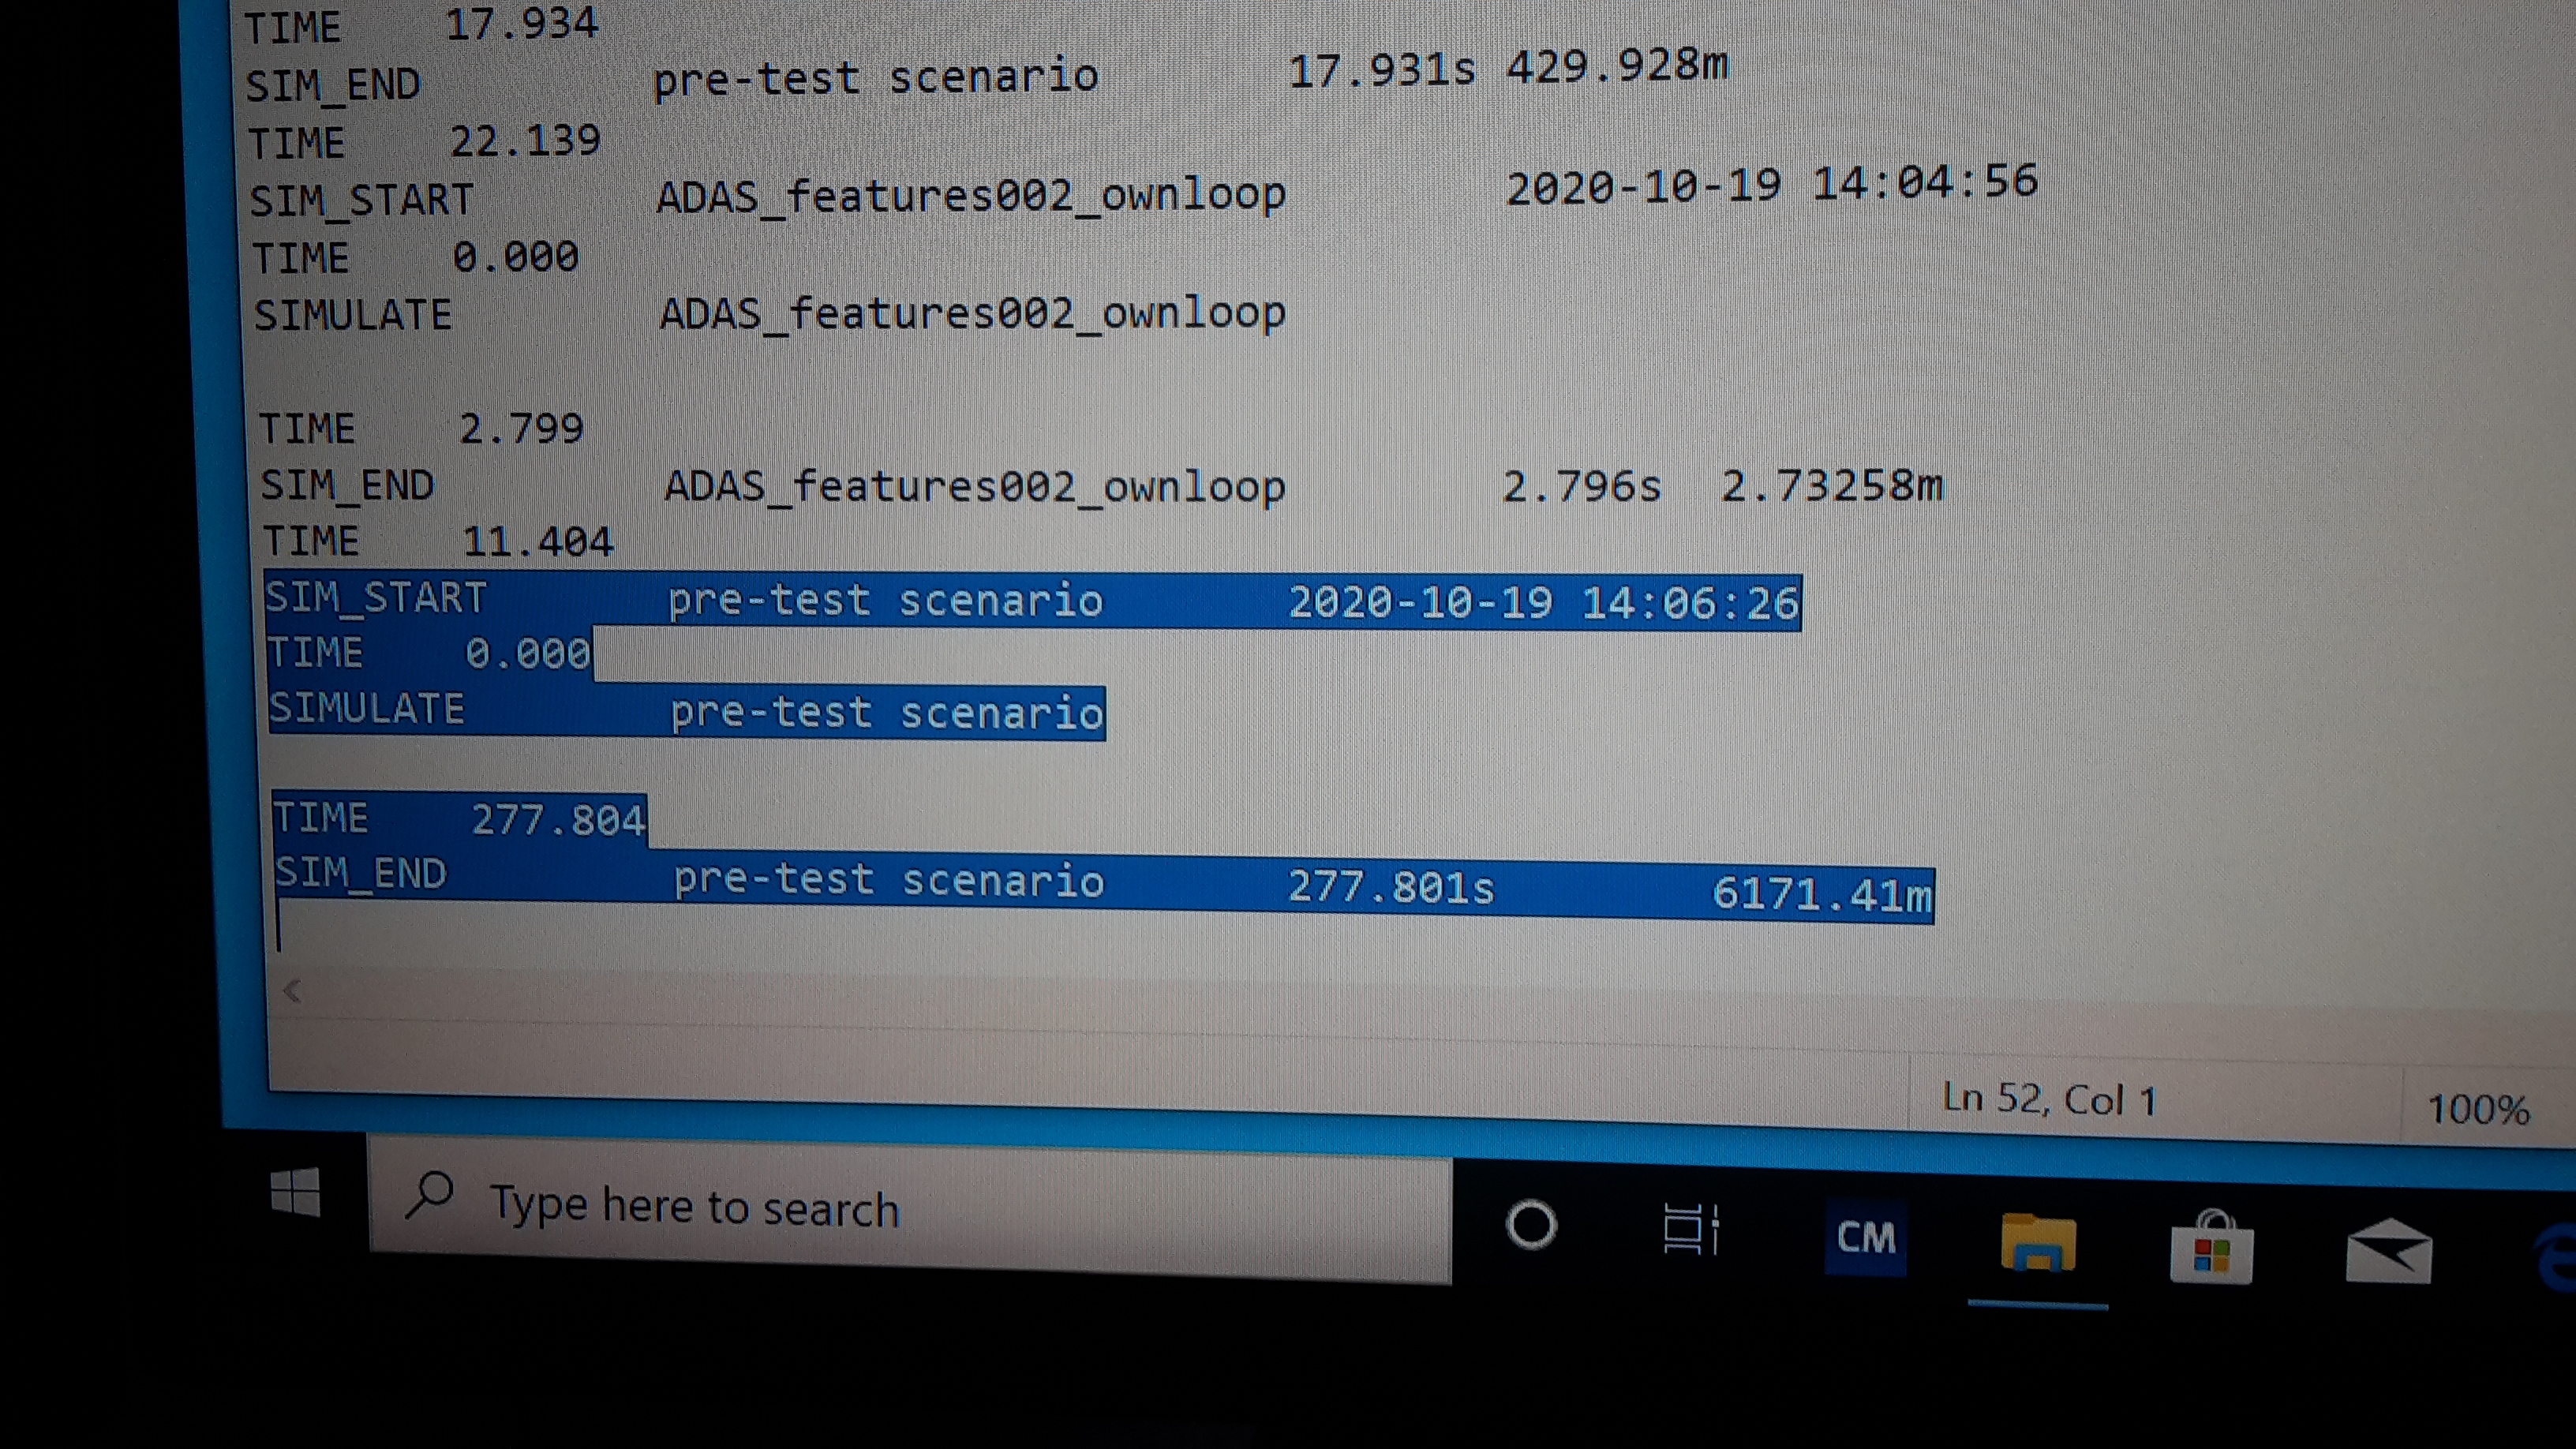 TIME 17.934
SIM_END pre-test scenario 17.931s 429.928m
TIME 22.139
SIM_START ADAS_features002_ownloop 2020-10-19 14:04:56
TIME 0.000
SIMULATE ADAS_features002_ownloop
TIME 2.799
SIM_END ADAS_features002_ownloop 2.796s 2.73258m
TIME 11.404
SIM_START pre-test scenario 2020-10-19 14:06:26
TIME 0.000
SIMULATE pre-test scenario
TIME 277.804
SIM_END pre-test scenario 277.801s 6171.41m
Ln 52, Col 1 100%
Type here to search CM